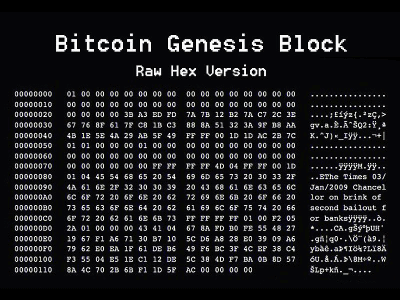 Bitcoin Genesis Block
Raw Hex Version
00000000 01 00 00 00 00 00 00 00 00 00 00 00 00 00 00 00 ................
00000010 00 00 00 00 00 00 00 00 00 00 00 00 00 00 00 00 ................
00000020 00 00 00 00 3B A3 ED FD 7A 7B 12 B2 7A C7 2C 3E ....;£íýz{.²zÇ,>
00000030 67 76 8F 61 7F C8 1B C3 88 8A 51 32 3A 9F B8 AA gv.a.È.ÃˆŠQ2:Ÿ¸ª
00000040 4B 1E 5E 4A 29 AB 5F 49 FF FF 00 1D 1D AC 2B 7C K.^J)«_Iÿÿ...¬+|
00000050 01 01 00 00 00 01 00 00 00 00 00 00 00 00 00 00 ................
00000060 00 00 00 00 00 00 00 00 00 00 00 00 00 00 00 00 ................
00000070 00 00 00 00 00 00 FF FF FF FF 4D 04 FF FF 00 1D ......ÿÿÿÿM.ÿÿ..
00000080 01 04 45 54 68 65 20 54 69 6D 65 73 20 30 33 2F ..EThe Times 03/
00000090 4A 61 6E 2F 32 30 30 39 20 43 68 61 6E 63 65 6C Jan/2009 Chancel
000000A0 6C 6F 72 20 6F 6E 20 62 72 69 6E 6B 20 6F 66 20 lor on brink of
000000B0 73 65 63 6F 6E 64 20 62 61 69 6C 6F 75 74 20 66 second bailout f
000000C0 6F 72 20 62 61 6E 6B 73 FF FF FF FF 01 00 F2 05 or banksÿÿÿÿ..ò.
000000D0 2A 01 00 00 00 43 41 04 67 8A FD B0 FE 55 48 27 *....CA.gŠý°þUH'
000000E0 19 67 F1 A6 71 30 B7 10 5C D6 A8 28 E0 39 09 A6 .gñ¦q0·.\Ö¨(à9.¦
000000F0 79 62 E0 EA 1F 61 DE B6 49 F6 BC 3F 4C EF 38 C4 ybàê.aÞ¶Iö¼?Lï8Ä
00000100 F3 55 04 E5 1E C1 12 DE 5C 38 4D F7 BA 0B 8D 57 óU.å.Á.Þ\8M÷º..W
00000110 8A 4C 70 2B 6B F1 1D 5F AC 00 00 00 00 ŠLp+kñ._¬....